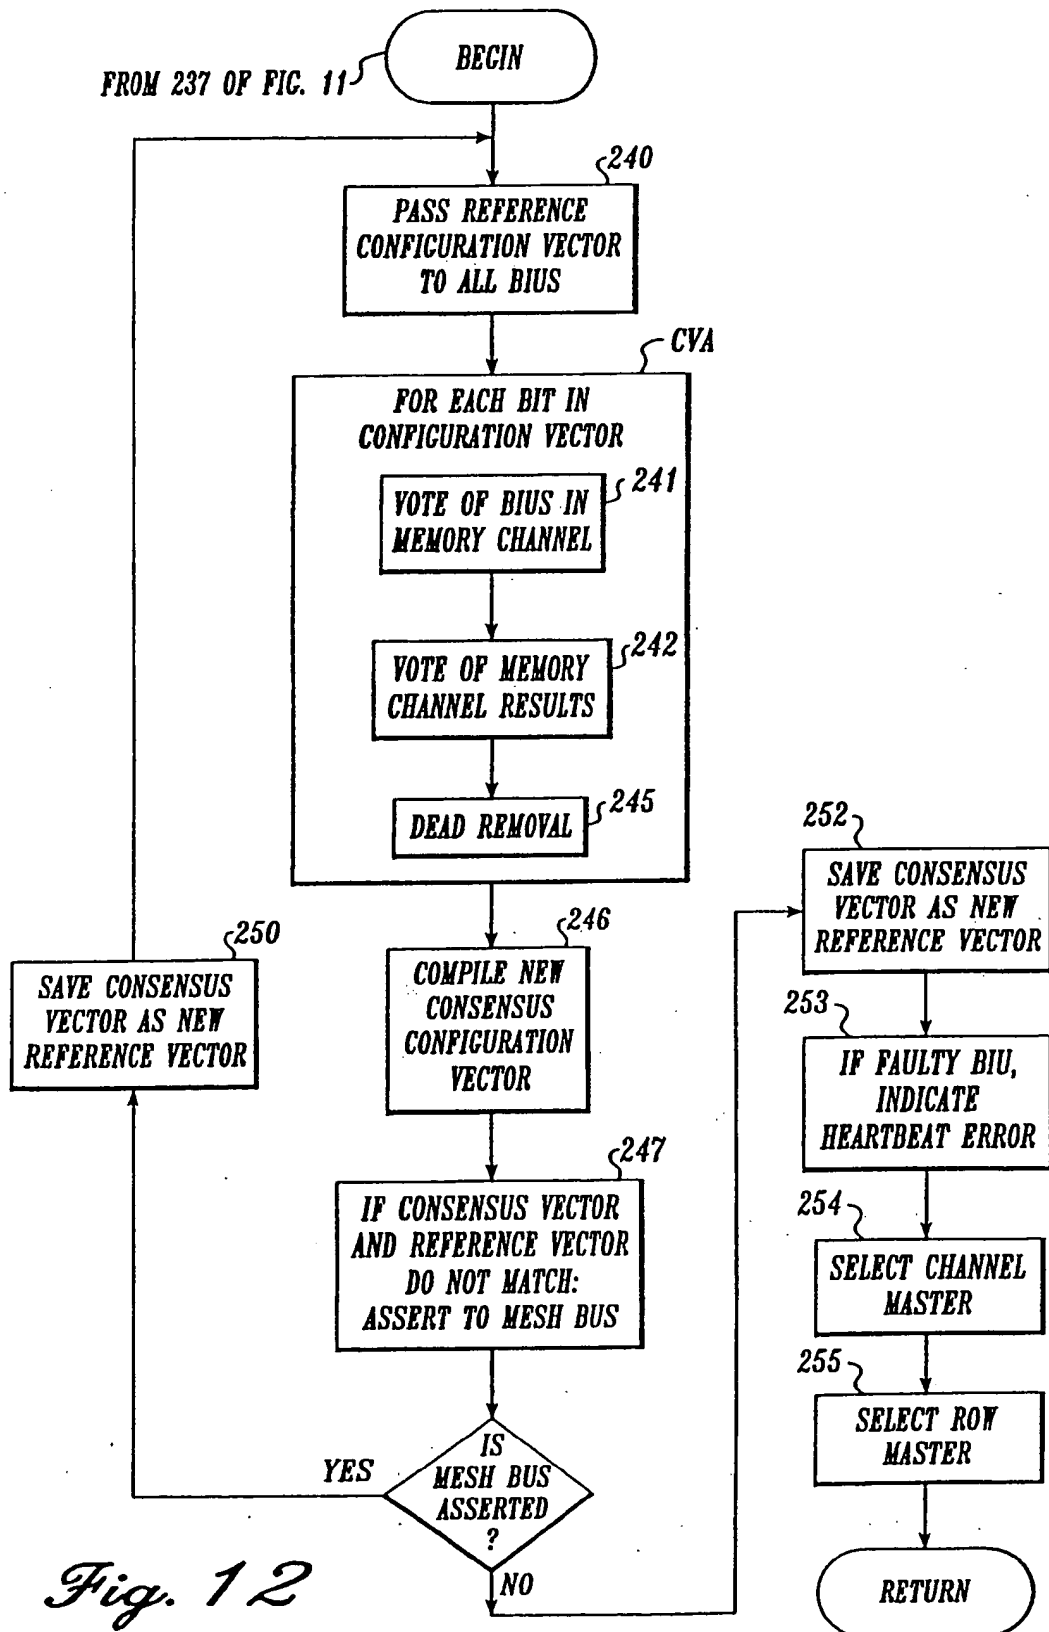 BEGIN
FROM 237 OF FIG. 11
240
PASS REFERENCE
CONFIGURATION VECTOR
TO ALL BIUS
CVA
FOR EACH BIT IN
CONFIGURATION VECTOR
241
VOTE OF BIUS IN
MEMORY CHANNEL
242
VOTE OF MEMORY
CHANNEL RESULTS
245
DEAD REMOVAL
246
COMPILE NEW
CONSENSUS
CONFIGURATION
VECTOR
247
IF CONSENSUS VECTOR
AND REFERENCE VECTOR
DO NOT MATCH:
ASSERT TO MESH BUS
IS
MESH BUS
ASSERTED
?
YES
NO
250
SAVE CONSENSUS
VECTOR AS NEW
REFERENCE VECTOR
252
SAVE CONSENSUS
VECTOR AS NEW
REFERENCE VECTOR
253
IF FAULTY BIU,
INDICATE
HEARTBEAT ERROR
254
SELECT CHANNEL
MASTER
255
SELECT ROW
MASTER
RETURN
Fig. 12